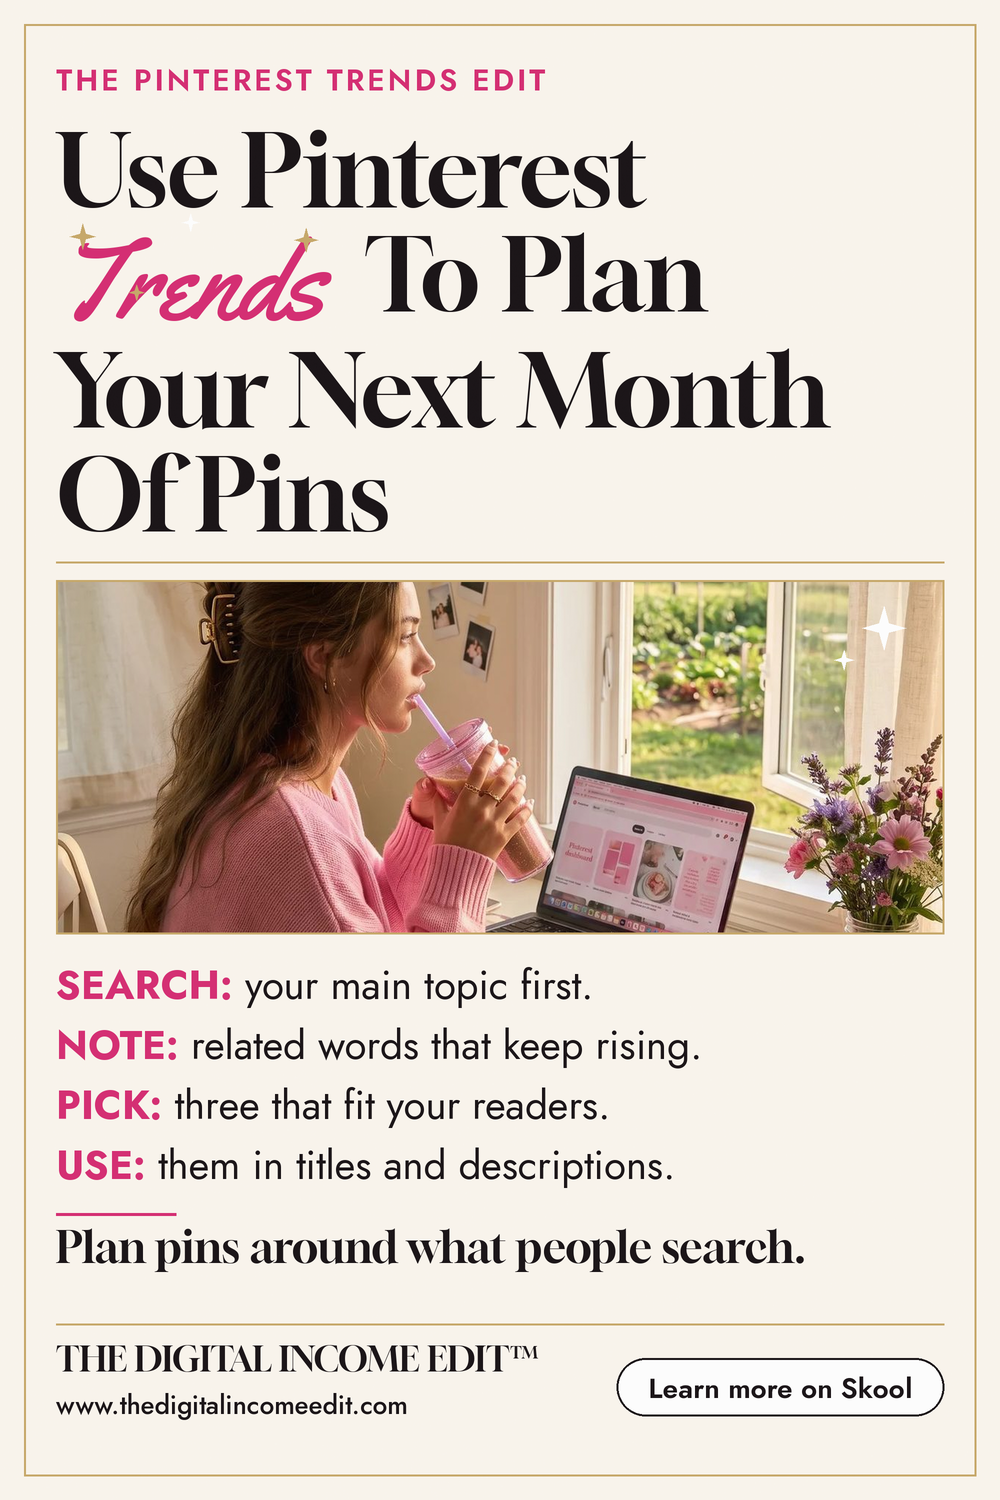 THE PINTEREST TRENDS EDIT
Use Pinterest
Trends To Plan
Your Next Month
Of Pins
Pinterest
dashboard
SEARCH: your main topic first.
NOTE: related words that keep rising.
PICK: three that fit your readers.
USE: them in titles and descriptions.
Plan pins around what people search.
THE DIGITAL INCOME EDIT™
www.thedigitalincomeedit.com
Learn more on Skool